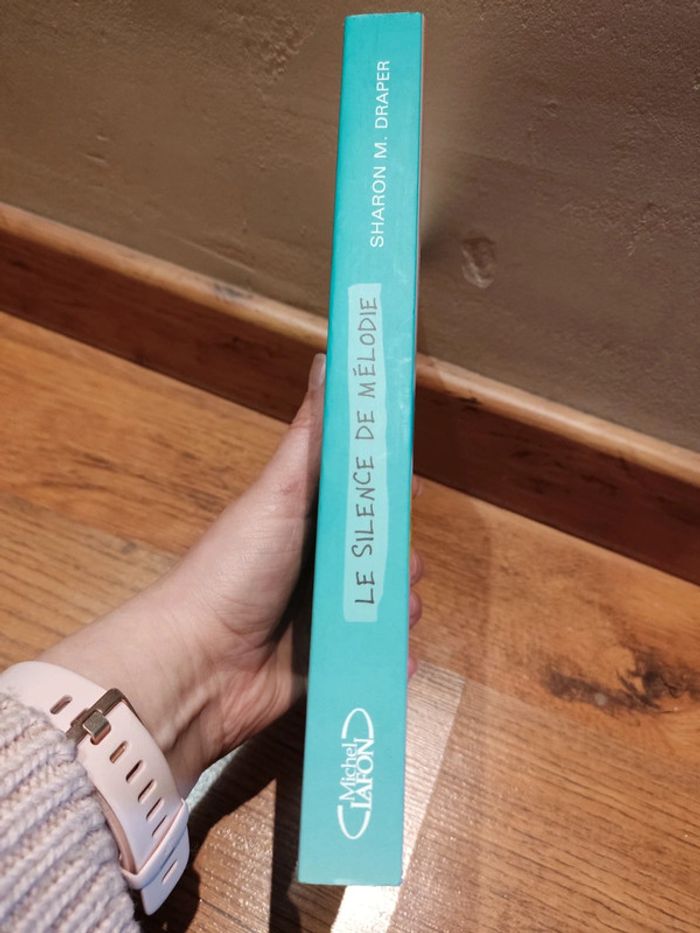 SHARON M. DRAPER
LE SILENCE DE MÉLODIE
Michel
LAFON